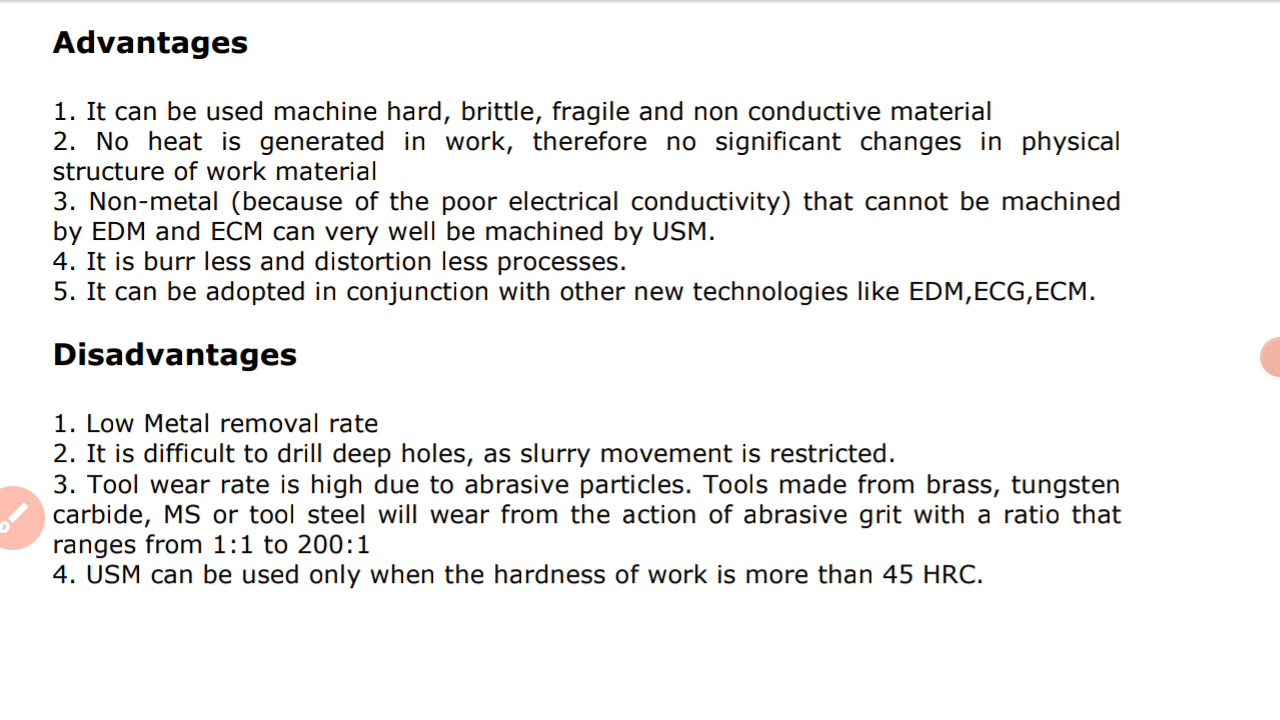 Advantages
1. It can be used machine hard, brittle, fragile and non conductive material
2. No heat is generated in work, therefore no significant changes in physical
structure of work material
3. Non-metal (because of the poor electrical conductivity) that cannot be machined
by EDM and ECM can very well be machined by USM.
4. It is burr less and distortion less processes.
5. It can be adopted in conjunction with other new technologies like EDM,ECG,ECM.
Disadvantages
1. Low Metal removal rate
2. It is difficult to drill deep holes, as slurry movement is restricted.
3. Tool wear rate is high due to abrasive particles. Tools made from brass, tungsten
carbide, MS or tool steel will wear from the action of abrasive grit with a ratio that
ranges from 1:1 to 200:1
4. USM can be used only when the hardness of work is more than 45 HRC.